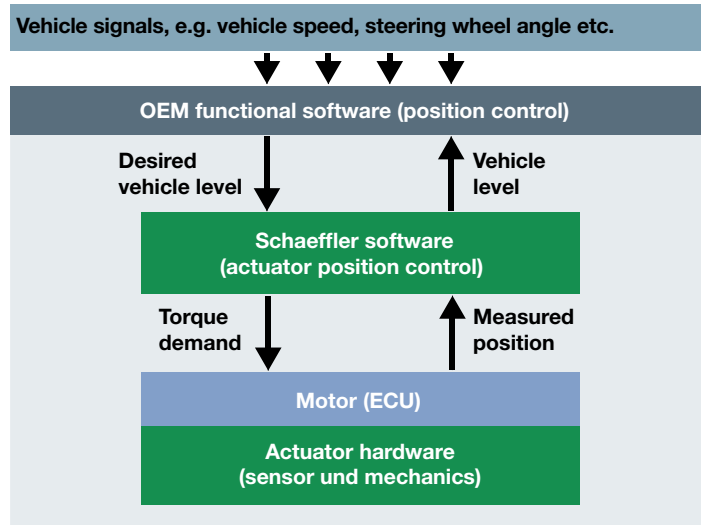 Vehicle signals, e.g. vehicle speed, steering wheel angle etc.
OEM functional software (position control)
Desired
vehicle level
Vehicle
level
Schaeffler software
(actuator position control)
Torque
demand
Measured
position
Motor (ECU)
Actuator hardware
(sensor und mechanics)